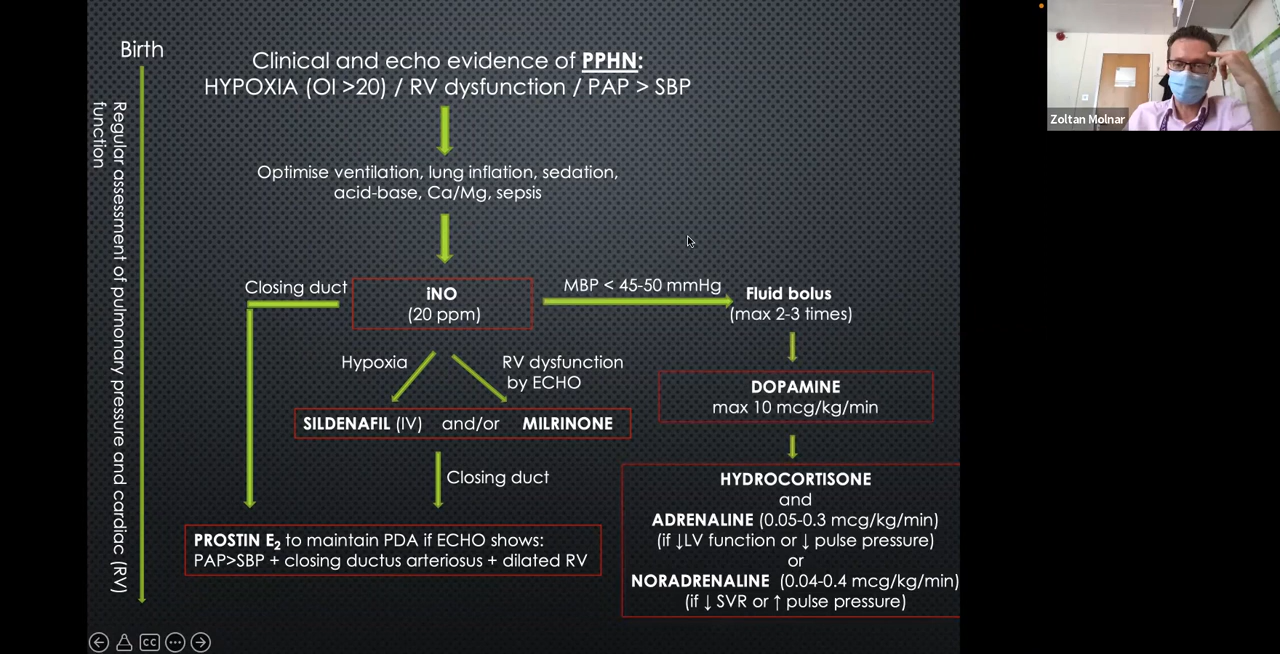 Birth
Clinical and echo evidence of PPHN:
HYPOXIA (OI >20) / RV dysfunction / PAP > SBP
Regular assessment of pulmonary pressure and cardiac (RV)
function
Optimise ventilation, lung inflation, sedation,
acid-base, Ca/Mg, sepsis
Closing duct
iNO
(20 ppm)
MBP < 45-50 mmHg
Fluid bolus
(max 2-3 times)
Hypoxia
RV dysfunction
by ECHO
SILDENAFIL (IV) and/or MILRINONE
DOPAMINE
max 10 mcg/kg/min
Closing duct
PROSTIN E₂ to maintain PDA if ECHO shows:
PAP>SBP + closing ductus arteriosus + dilated RV
HYDROCORTISONE
and
ADRENALINE (0.05-0.3 mcg/kg/min)
(if ↓LV function or ↓ pulse pressure)
or
NORADRENALINE (0.04-0.4 mcg/kg/min)
(if ↓ SVR or ↑ pulse pressure)
CC
Zoltan Molnar